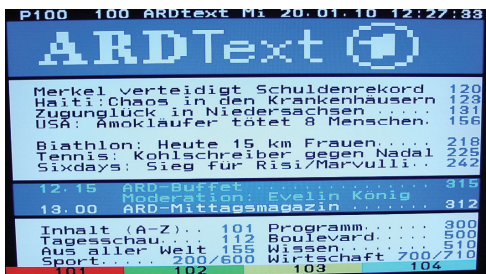 P100 100 ARDtext Mi 20.01.10 12:27:33
ARDText
Merkel verteidigt Schuldenrekord 120
Haiti:Chaos in den Krankenhäusern 123
Zugunglück in Niedersachsen ..... 131
USA: Amokläufer tötet 8 Menschen. 156
Biathlon: Heute 15 km Frauen..... 218
Tennis: Kohlschreiber gegen Nadal 225
Sixdays: Sieg für Risi/Marvulli.. 242
12.15 ARD-Buffet ................ 315
Moderation: Evelin König
13.00 ARD-Mittagsmagazin ........ 312
Inhalt (A-Z).. 101 Programm..... 300
Tagesschau.... 112 Boulevard.... 500
Aus aller Welt 155 Wissen....... 510
Sport.... 200/600 Wirtschaft 700/710
101 102 103 104